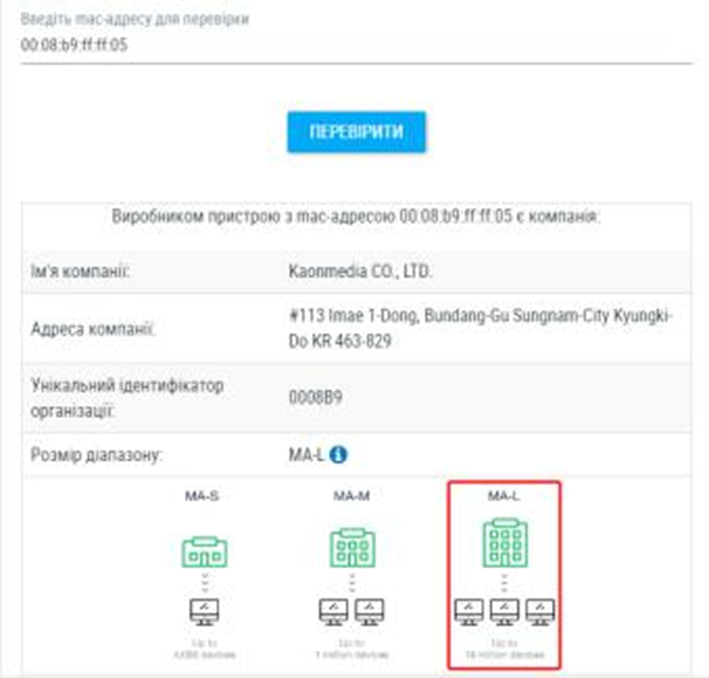 Введіть mac-адресу для перевірки
00:08:b9:ff:ff:05
ПЕРЕВІРИТИ
Виробником пристрою з mac-адресою 00:08:b9:ff:ff:05 є компанія:
Ім'я компанії: Kaonmedia CO., LTD.
Адреса компанії: #113 Imae 1-Dong, Bundang-Gu Sungnam-City Kyungki-
Do KR 463-829
Унікальний ідентифікатор
організації: 0008B9
Розмір діапазону: MA-L
MA-S MA-M MA-L
Up to Up to Up to
4,096 devices 1 million devices 16 million devices